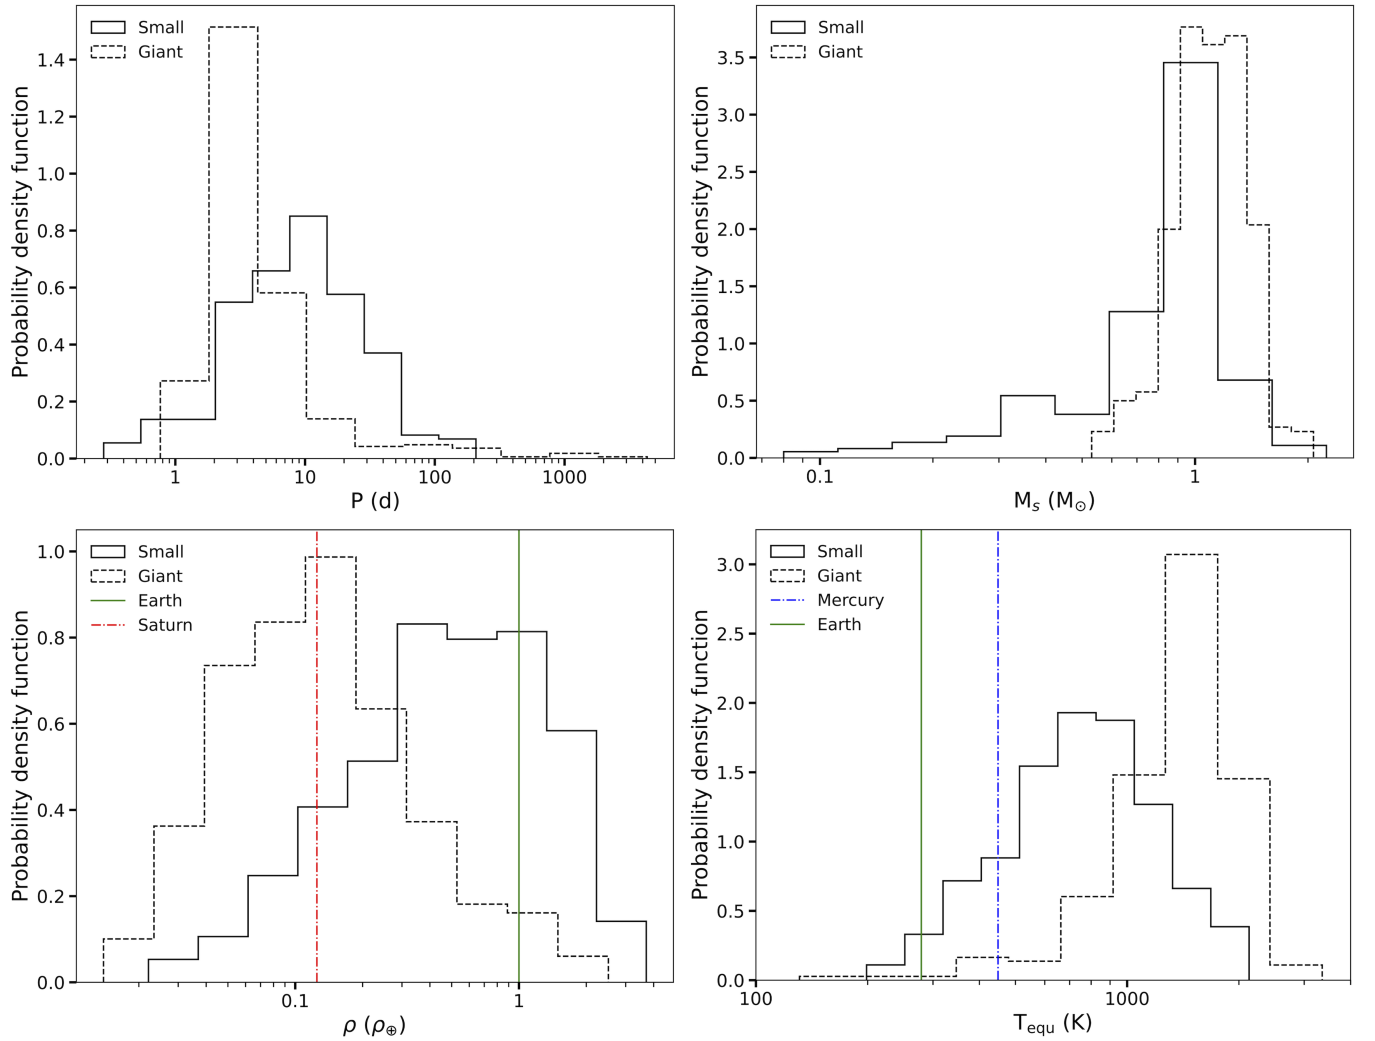 Small
Giant
Probability density function
1.4
1.2
1.0
0.8
0.6
0.4
0.2
0.0
1
10
100
1000
P (d)
Small
Giant
Probability density function
3.5
3.0
2.5
2.0
1.5
1.0
0.5
0.0
0.1
1
Mₛ (M⊙)
Small
Giant
Earth
Saturn
Probability density function
1.0
0.8
0.6
0.4
0.2
0.0
0.1
1
ρ (ρ⊕)
Small
Giant
Mercury
Earth
Probability density function
3.0
2.5
2.0
1.5
1.0
0.5
0.0
100
1000
Tequ (K)